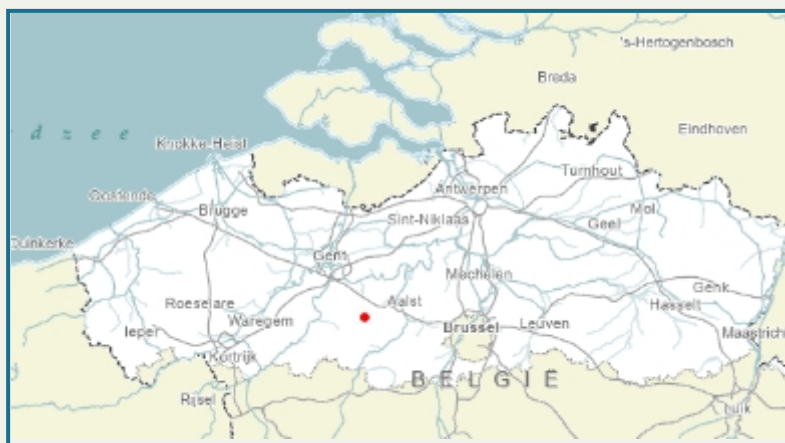 's-Hertogenbosch
Breda
d z e e
Eindhoven
Knokke-Heist
Turnhout
Antwerpen
Oostende
Brugge
Sint-Niklaas
Geel
Mol
Duinkerke
Gent
Mechelen
Genk
Roeselare
Aalst
Hasselt
Ieper
Waregem
Brussel
Leuven
Maastrich
Kortrijk
BELGIË
Rijsel
Luik